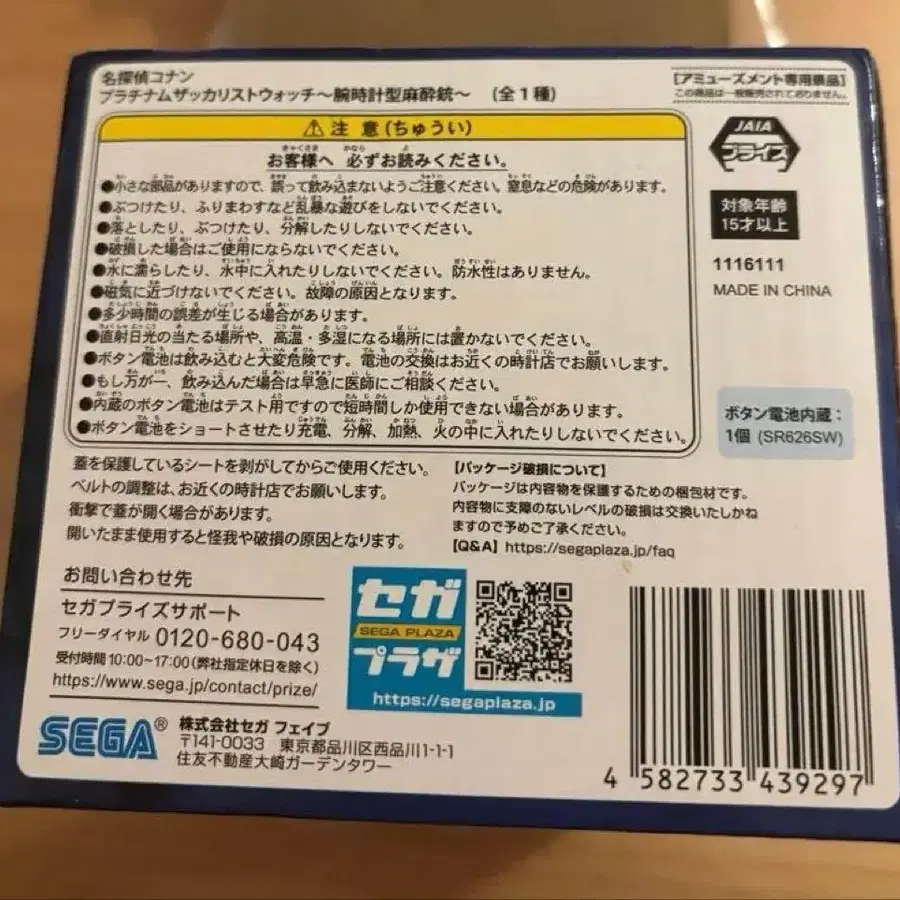 名探偵コナン
プラチナムザッカリストウォッチ〜腕時計型麻酔銃〜 (全1種)
[アミューズメント専用景品]
この商品は一般販売されておりません。
JAIA
プライズ
対象年齢
15才以上
1116111
MADE IN CHINA
⚠注意(ちゅうい)
お客様へ 必ずお読みください。
●小さな部品がありますので、誤って飲み込まないようご注意ください。窒息などの危険があります。
●ぶつけたり、ふりまわすなど乱暴な遊びをしないでください。
●落としたり、ぶつけたり、分解したりしないでください。
●破損した場合はご使用にならないでください。
●水に濡らしたり、水中に入れたりしないでください。防水性はありません。
●磁気に近づけないでください。故障の原因となります。
●多少時間の誤差が生じる場合があります。
●直射日光の当たる場所や、高温・多湿になる場所には置かないでください。
●ボタン電池は飲み込むと大変危険です。電池の交換はお近くの時計店でお願いします。
●もし万が一、飲み込んだ場合は早急に医師にご相談ください。
●内蔵のボタン電池はテスト用ですので短時間しか使用できない場合があります。
●ボタン電池をショートさせたり充電、分解、加熱、火の中に入れたりしないでください。
ボタン電池内蔵:
1個 (SR626SW)
蓋を保護しているシートを剥がしてからご使用ください。
ベルトの調整は、お近くの時計店でお願いします。
衝撃で蓋が開く場合があります。
開いたまま使用すると怪我や破損の原因となります。
【パッケージ破損について】
パッケージは内容物を保護するための梱包材です。
内容物に支障のないレベルの破損は交換いたしかね
ますので予めご了承ください。
【Q&A】https://segaplaza.jp/faq
お問い合わせ先
セガプライズサポート
フリーダイヤル 0120-680-043
受付時間10:00〜17:00(弊社指定休日を除く)
https://www.sega.jp/contact/prize/
セガ
SEGA PLAZA
プラザ
https://segaplaza.jp
SEGA®
株式会社セガ フェイブ
〒141-0033 東京都品川区西品川1-1-1
住友不動産大崎ガーデンタワー
4 582733 439297